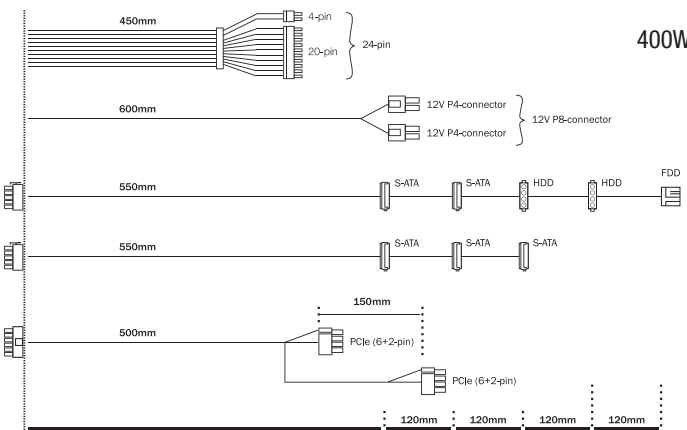 450mm
4-pin
20-pin
24-pin
400W
600mm
12V P4-connector
12V P4-connector
12V P8-connector
550mm
S-ATA
S-ATA
HDD
HDD
FDD
550mm
S-ATA
S-ATA
S-ATA
150mm
500mm
PCIe (6+2-pin)
PCIe (6+2-pin)
120mm
120mm
120mm
120mm